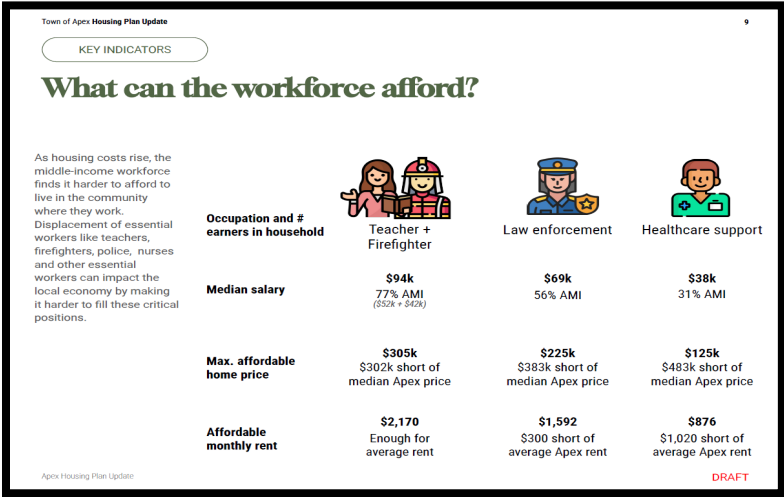 Town of Apex Housing Plan Update
9
KEY INDICATORS
What can the workforce afford?
As housing costs rise, the
middle-income workforce
finds it harder to afford to
live in the community
where they work.
Displacement of essential
workers like teachers,
firefighters, police, nurses
and other essential
workers can impact the
local economy by making
it harder to fill these critical
positions.
Occupation and #
earners in household
Teacher +
Firefighter
Law enforcement
Healthcare support
Median salary
$94k
77% AMI
($52k + $42k)
$69k
56% AMI
$38k
31% AMI
Max. affordable
home price
$305k
$302k short of
median Apex price
$225k
$383k short of
median Apex price
$125k
$483k short of
median Apex price
Affordable
monthly rent
$2,170
Enough for
average rent
$1,592
$300 short of
average Apex rent
$876
$1,020 short of
average Apex rent
Apex Housing Plan Update
DRAFT